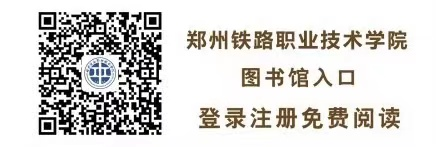 郑州铁路职业技术学院
图书馆入口
登录注册免费阅读